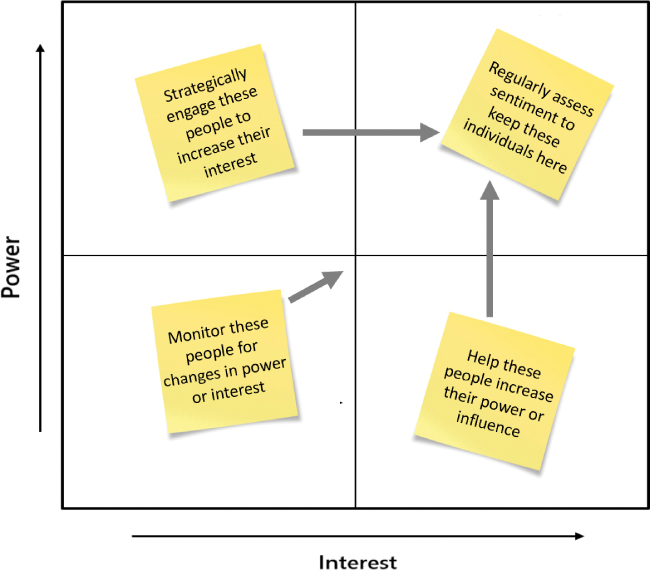 Strategically
engage these
people to
increase their
interest
Regularly assess
sentiment to
keep these
individuals here
Power
Monitor these
people for
changes in power
or interest
Help these
people increase
their power or
influence
Interest